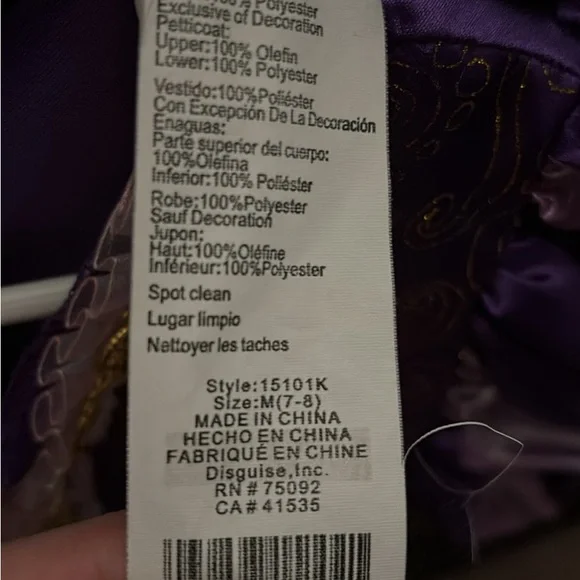 Polyester
Exclusive of Decoration
Petticoat:
Upper:100% Olefin
Lower:100% Polyester
Vestido:100%Poliéster
Con Excepción De La Decoración
Enaguas:
Parte superior del cuerpo:
100%Olefina
Inferior:100% Poliéster
Robe:100%Polyester
Sauf Decoration
Jupon:
Haut:100%Oléfine
Inférieur:100%Polyester
Spot clean
Lugar limpio
Nettoyer les taches
Style:15101K
Size:M(7-8)
MADE IN CHINA
HECHO EN CHINA
FABRIQUÉ EN CHINE
Disguise,Inc.
RN # 75092
CA# 41535